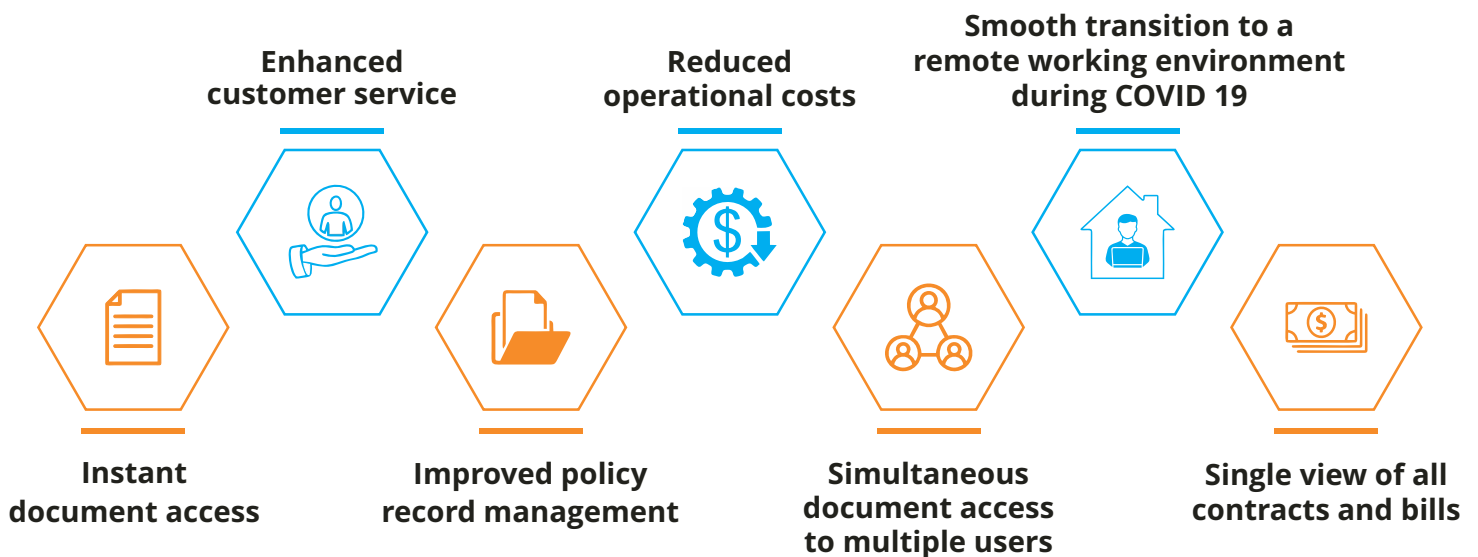 Enhanced
customer service
Reduced
operational costs
Smooth transition to a
remote working environment
during COVID 19
$
$
Instant
document access
Improved policy
record management
Simultaneous
document access
to multiple users
Single view of all
contracts and bills